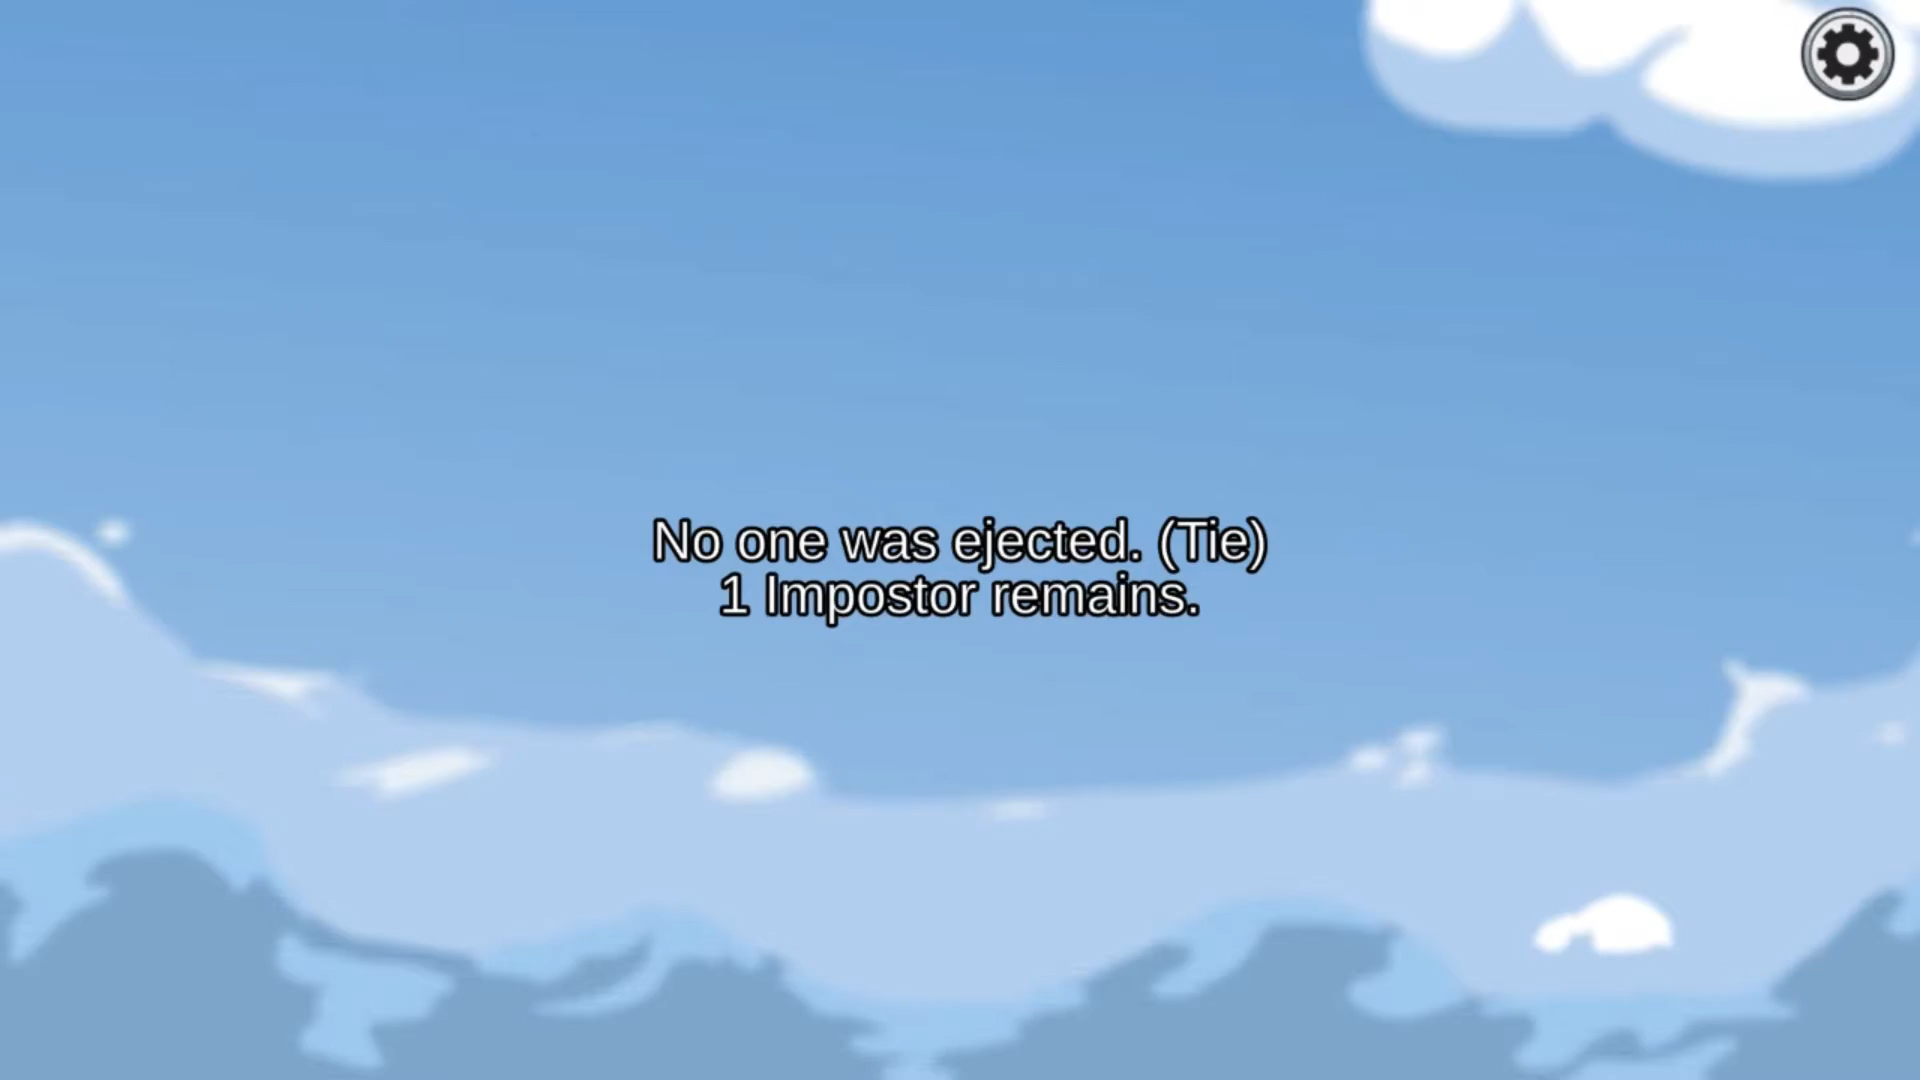 No one was ejected. (Tie)
1 Impostor remains.